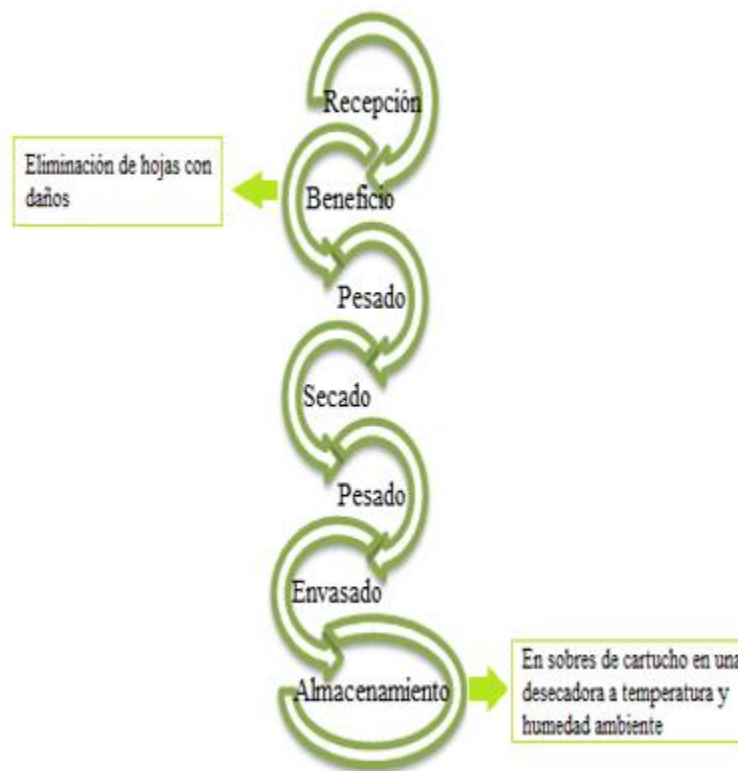 Recepción
Eliminación de hojas con
daños
Beneficio
Pesado
Secado
Pesado
Envasado
Almacenamiento
En sobres de cartucho en una
desecadora a temperatura y
humedad ambiente